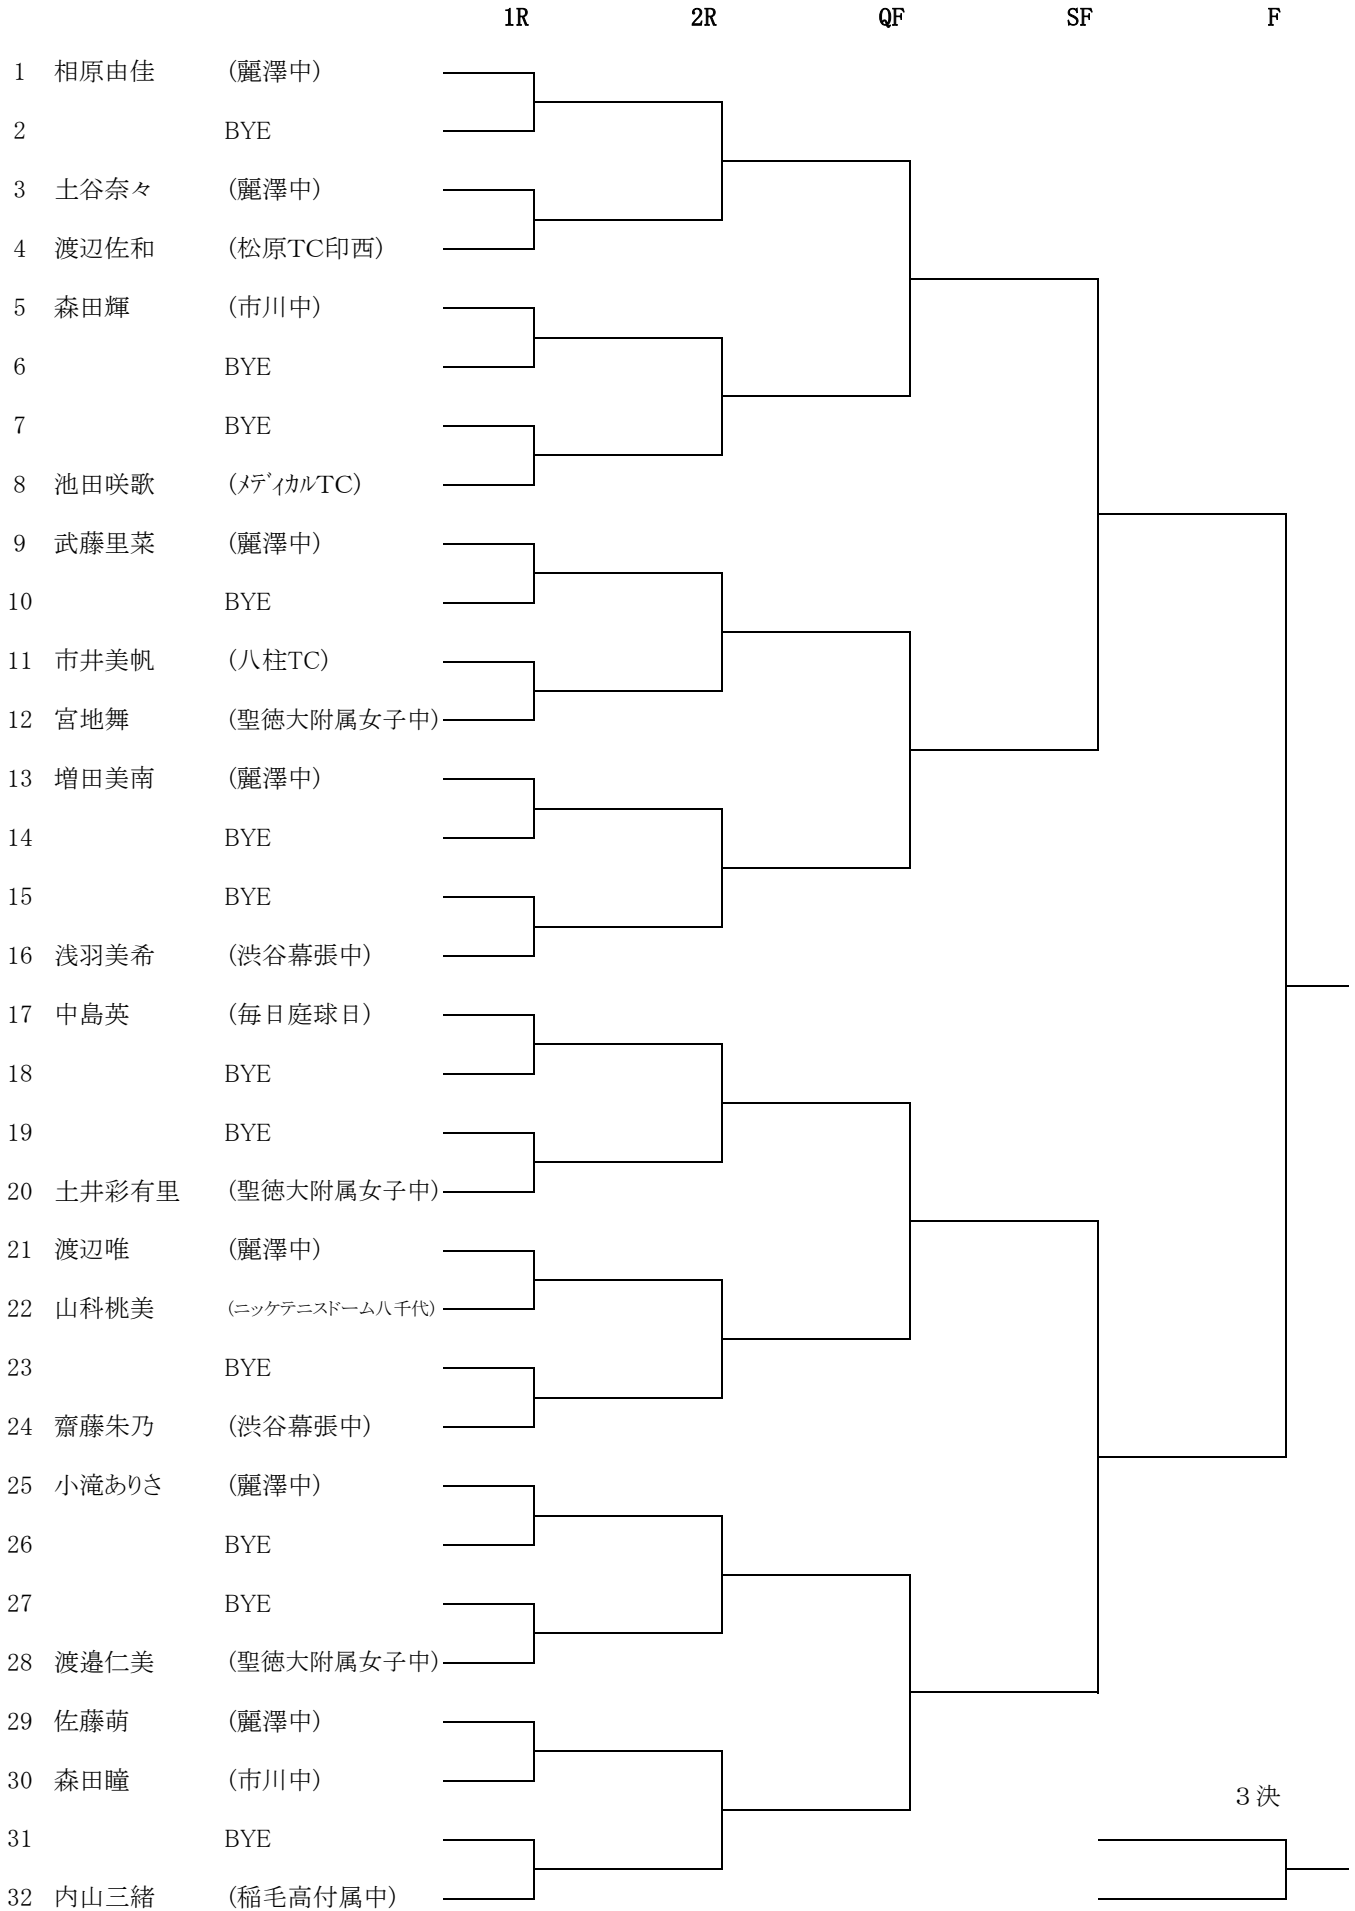 1R 2R QF SF F
1 相原由佳 (麗澤中)
2 BYE
3 土谷奈々 (麗澤中)
4 渡辺佐和 (松原TC印西)
5 森田輝 (市川中)
6 BYE
7 BYE
8 池田咲歌 (ﾒﾃﾞｨｶﾙTC)
9 武藤里菜 (麗澤中)
10 BYE
11 市井美帆 (八柱TC)
12 宮地舞 (聖徳大附属女子中)
13 増田美南 (麗澤中)
14 BYE
15 BYE
16 浅羽美希 (渋谷幕張中)
17 中島英 (毎日庭球日)
18 BYE
19 BYE
20 土井彩有里 (聖徳大附属女子中)
21 渡辺唯 (麗澤中)
22 山科桃美 (ニッケテニスドーム八千代)
23 BYE
24 齋藤朱乃 (渋谷幕張中)
25 小滝ありさ (麗澤中)
26 BYE
27 BYE
28 渡邉仁美 (聖徳大附属女子中)
29 佐藤萌 (麗澤中)
30 森田瞳 (市川中)
３決
31 BYE
32 内山三緒 (稲毛高付属中)